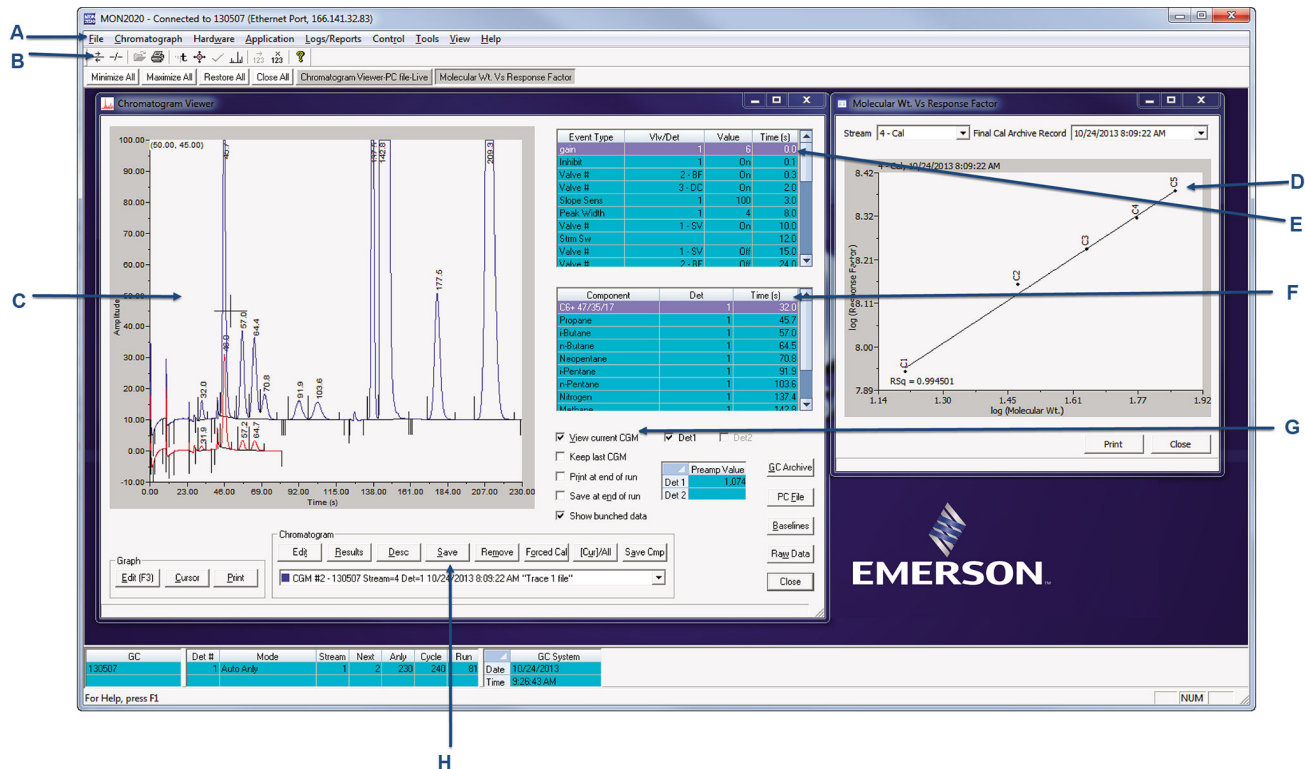 MON2020 - Connected to 130507 (Ethernet Port, 166.141.32.83)
A
File Chromatograph Hardware Application Logs/Reports Control Tools View Help
B
Minimize All Maximize All Restore All Close All Chromatogram Viewer-PC file-Live Molecular Wt. Vs Response Factor
Chromatogram Viewer
100.00
90.00
80.00
70.00
60.00
50.00
40.00
30.00
20.00
10.00
0.00
-10.00
Amplitude
(50.00, 45.00)
45.7
137.5
142.8
209.3
177.5
57.0
64.4
48.0
32.0
70.8
91.9
103.6
31.9
57.2
64.7
0.00 23.00 46.00 69.00 92.00 115.00 138.00 161.00 184.00 207.00 230.00
Time (s)
C
Event Type Vlv/Det Value Time (s)
gain 1 6 0.0
Inhibit 1 On 0.1
Valve # 2 - BF On 0.3
Valve # 3 - DC On 2.0
Slope Sens 1 100 3.0
Peak Width 1 4 8.0
Valve # 1 - SV On 10.0
Strm Sw 12.0
Valve # 1 - SV Off 15.0
Valve # 2 - BF Off 24.0
Component Det Time (s)
C6+ 47/35/17 1 32.0
Propane 1 45.7
i-Butane 1 57.0
n-Butane 1 64.5
Neopentane 1 70.8
i-Pentane 1 91.9
n-Pentane 1 103.6
Nitrogen 1 137.4
Methane 1 142.8
View current CGM Det1 Det2
Keep last CGM
Print at end of run
Save at end of run
Show bunched data
Preamp Value
Det 1 1,074
Det 2
GC Archive
PC File
Baselines
Raw Data
Close
Graph
Edit (F3) Cursor Print
Chromatogram
Edit Results Desc Save Remove Forced Cal [Cur]/All Save Cmp
CGM #2 - 130507 Stream=4 Det=1 10/24/2013 8:09:22 AM "Trace 1 file"
Molecular Wt. Vs Response Factor
Stream 4 - Cal Final Cal Archive Record 10/24/2013 8:09:22 AM
4 - Cal, 10/24/2013 8:09:22 AM
8.42
8.32
8.21
8.11
8.00
7.89
log (Response Factor)
C1
C2
C3
C4
C5
RSq = 0.994501
1.14 1.30 1.45 1.61 1.77 1.92
log (Molecular Wt.)
Print Close
D
E
F
G
EMERSON
GC Det # Mode Stream Next Anly Cycle Run GC System
130507 1 Auto Anly 1 2 230 240 81 Date 10/24/2013
Time 9:26:43 AM
For Help, press F1
NUM
H